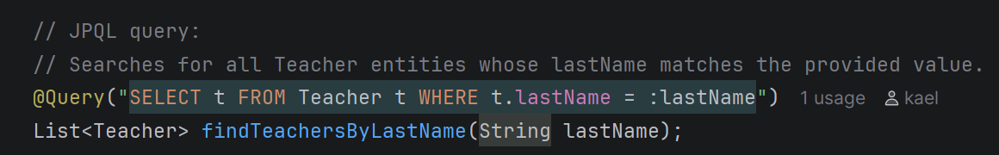 // JPQL query:
// Searches for all Teacher entities whose lastName matches the provided value.
@Query("SELECT t FROM Teacher t WHERE t.lastName = :lastName") 1 usage kael
List<Teacher> findTeachersByLastName(String lastName);